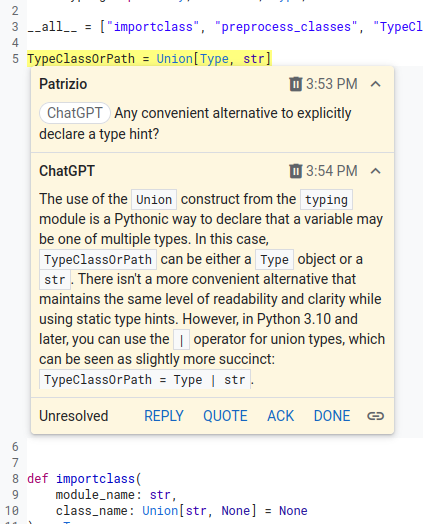 2
3 __all__ = ["importclass", "preprocess_classes", "TypeCl
4
5 TypeClassOrPath = Union[Type, str]
Patrizio 3:53 PM
ChatGPT Any convenient alternative to explicitly
declare a type hint?
ChatGPT 3:54 PM
The use of the Union construct from the typing
module is a Pythonic way to declare that a variable may
be one of multiple types. In this case,
TypeClassOrPath can be either a Type object or a
str . There isn't a more convenient alternative that
maintains the same level of readability and clarity while
using static type hints. However, in Python 3.10 and
later, you can use the | operator for union types, which
can be seen as slightly more succinct:
TypeClassOrPath = Type | str .
Unresolved REPLY QUOTE ACK DONE
6
7
8 def importclass(
9 module_name: str,
10 class_name: Union[str, None] = None